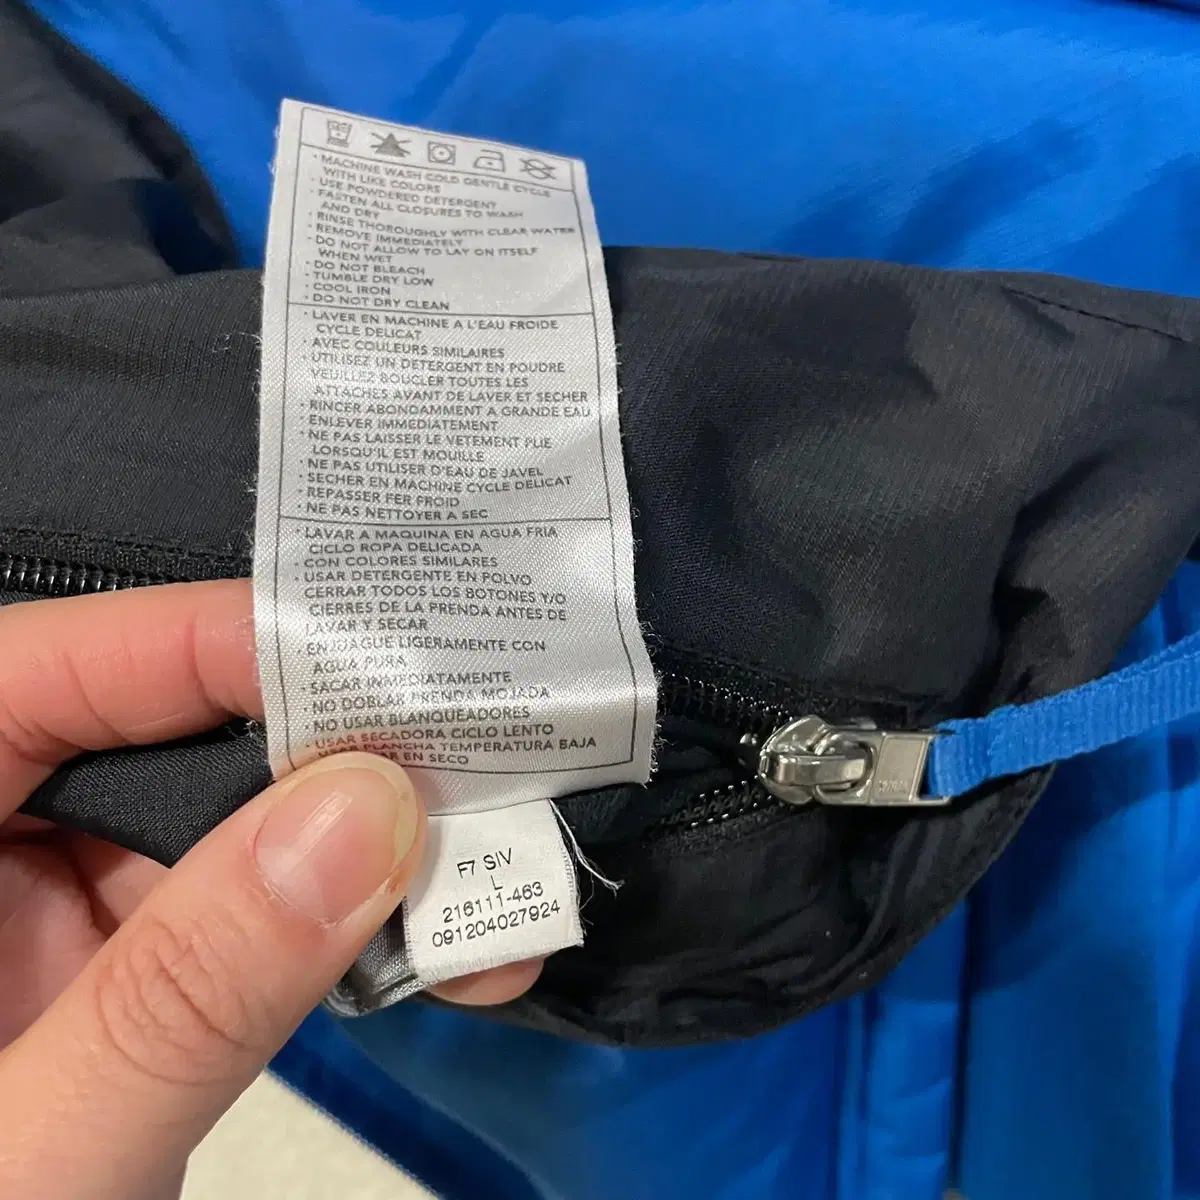 · MACHINE WASH COLD GENTLE CYCLE
WITH LIKE COLORS
· USE POWDERED DETERGENT
· FASTEN ALL CLOSURES TO WASH
AND DRY
· RINSE THOROUGHLY WITH CLEAR WATER
· REMOVE IMMEDIATELY
· DO NOT ALLOW TO LAY ON ITSELF
WHEN WET
· DO NOT BLEACH
· TUMBLE DRY LOW
· COOL IRON
· DO NOT DRY CLEAN
· LAVER EN MACHINE A L'EAU FROIDE
CYCLE DELICAT
· AVEC COULEURS SIMILAIRES
· UTILISEZ UN DETERGENT EN POUDRE
VEUILLEZ BOUCLER TOUTES LES
ATTACHES AVANT DE LAVER ET SECHER
· RINCER ABONDAMMENT A GRANDE EAU
· ENLEVER IMMEDIATEMENT
· NE PAS LAISSER LE VETEMENT PLIE
LORSQU'IL EST MOUILLE
· NE PAS UTILISER D'EAU DE JAVEL
· SECHER EN MACHINE CYCLE DELICAT
· REPASSER FER FROID
· NE PAS NETTOYER A SEC
· LAVAR A MAQUINA EN AGUA FRIA
CICLO ROPA DELICADA
· CON COLORES SIMILARES
· USAR DETERGENTE EN POLVO
CERRAR TODOS LOS BOTONES Y/O
CIERRES DE LA PRENDA ANTES DE
LAVAR Y SECAR
· ENJUAGUE LIGERAMENTE CON
AGUA PURA
· SACAR INMEDIATAMENTE
· NO DOBLAR PRENDA MOJADA
· NO USAR BLANQUEADORES
· USAR SECADORA CICLO LENTO
USAR PLANCHA TEMPERATURA BAJA
EN SECO
F7 SIV
L
216111-463
091204027924